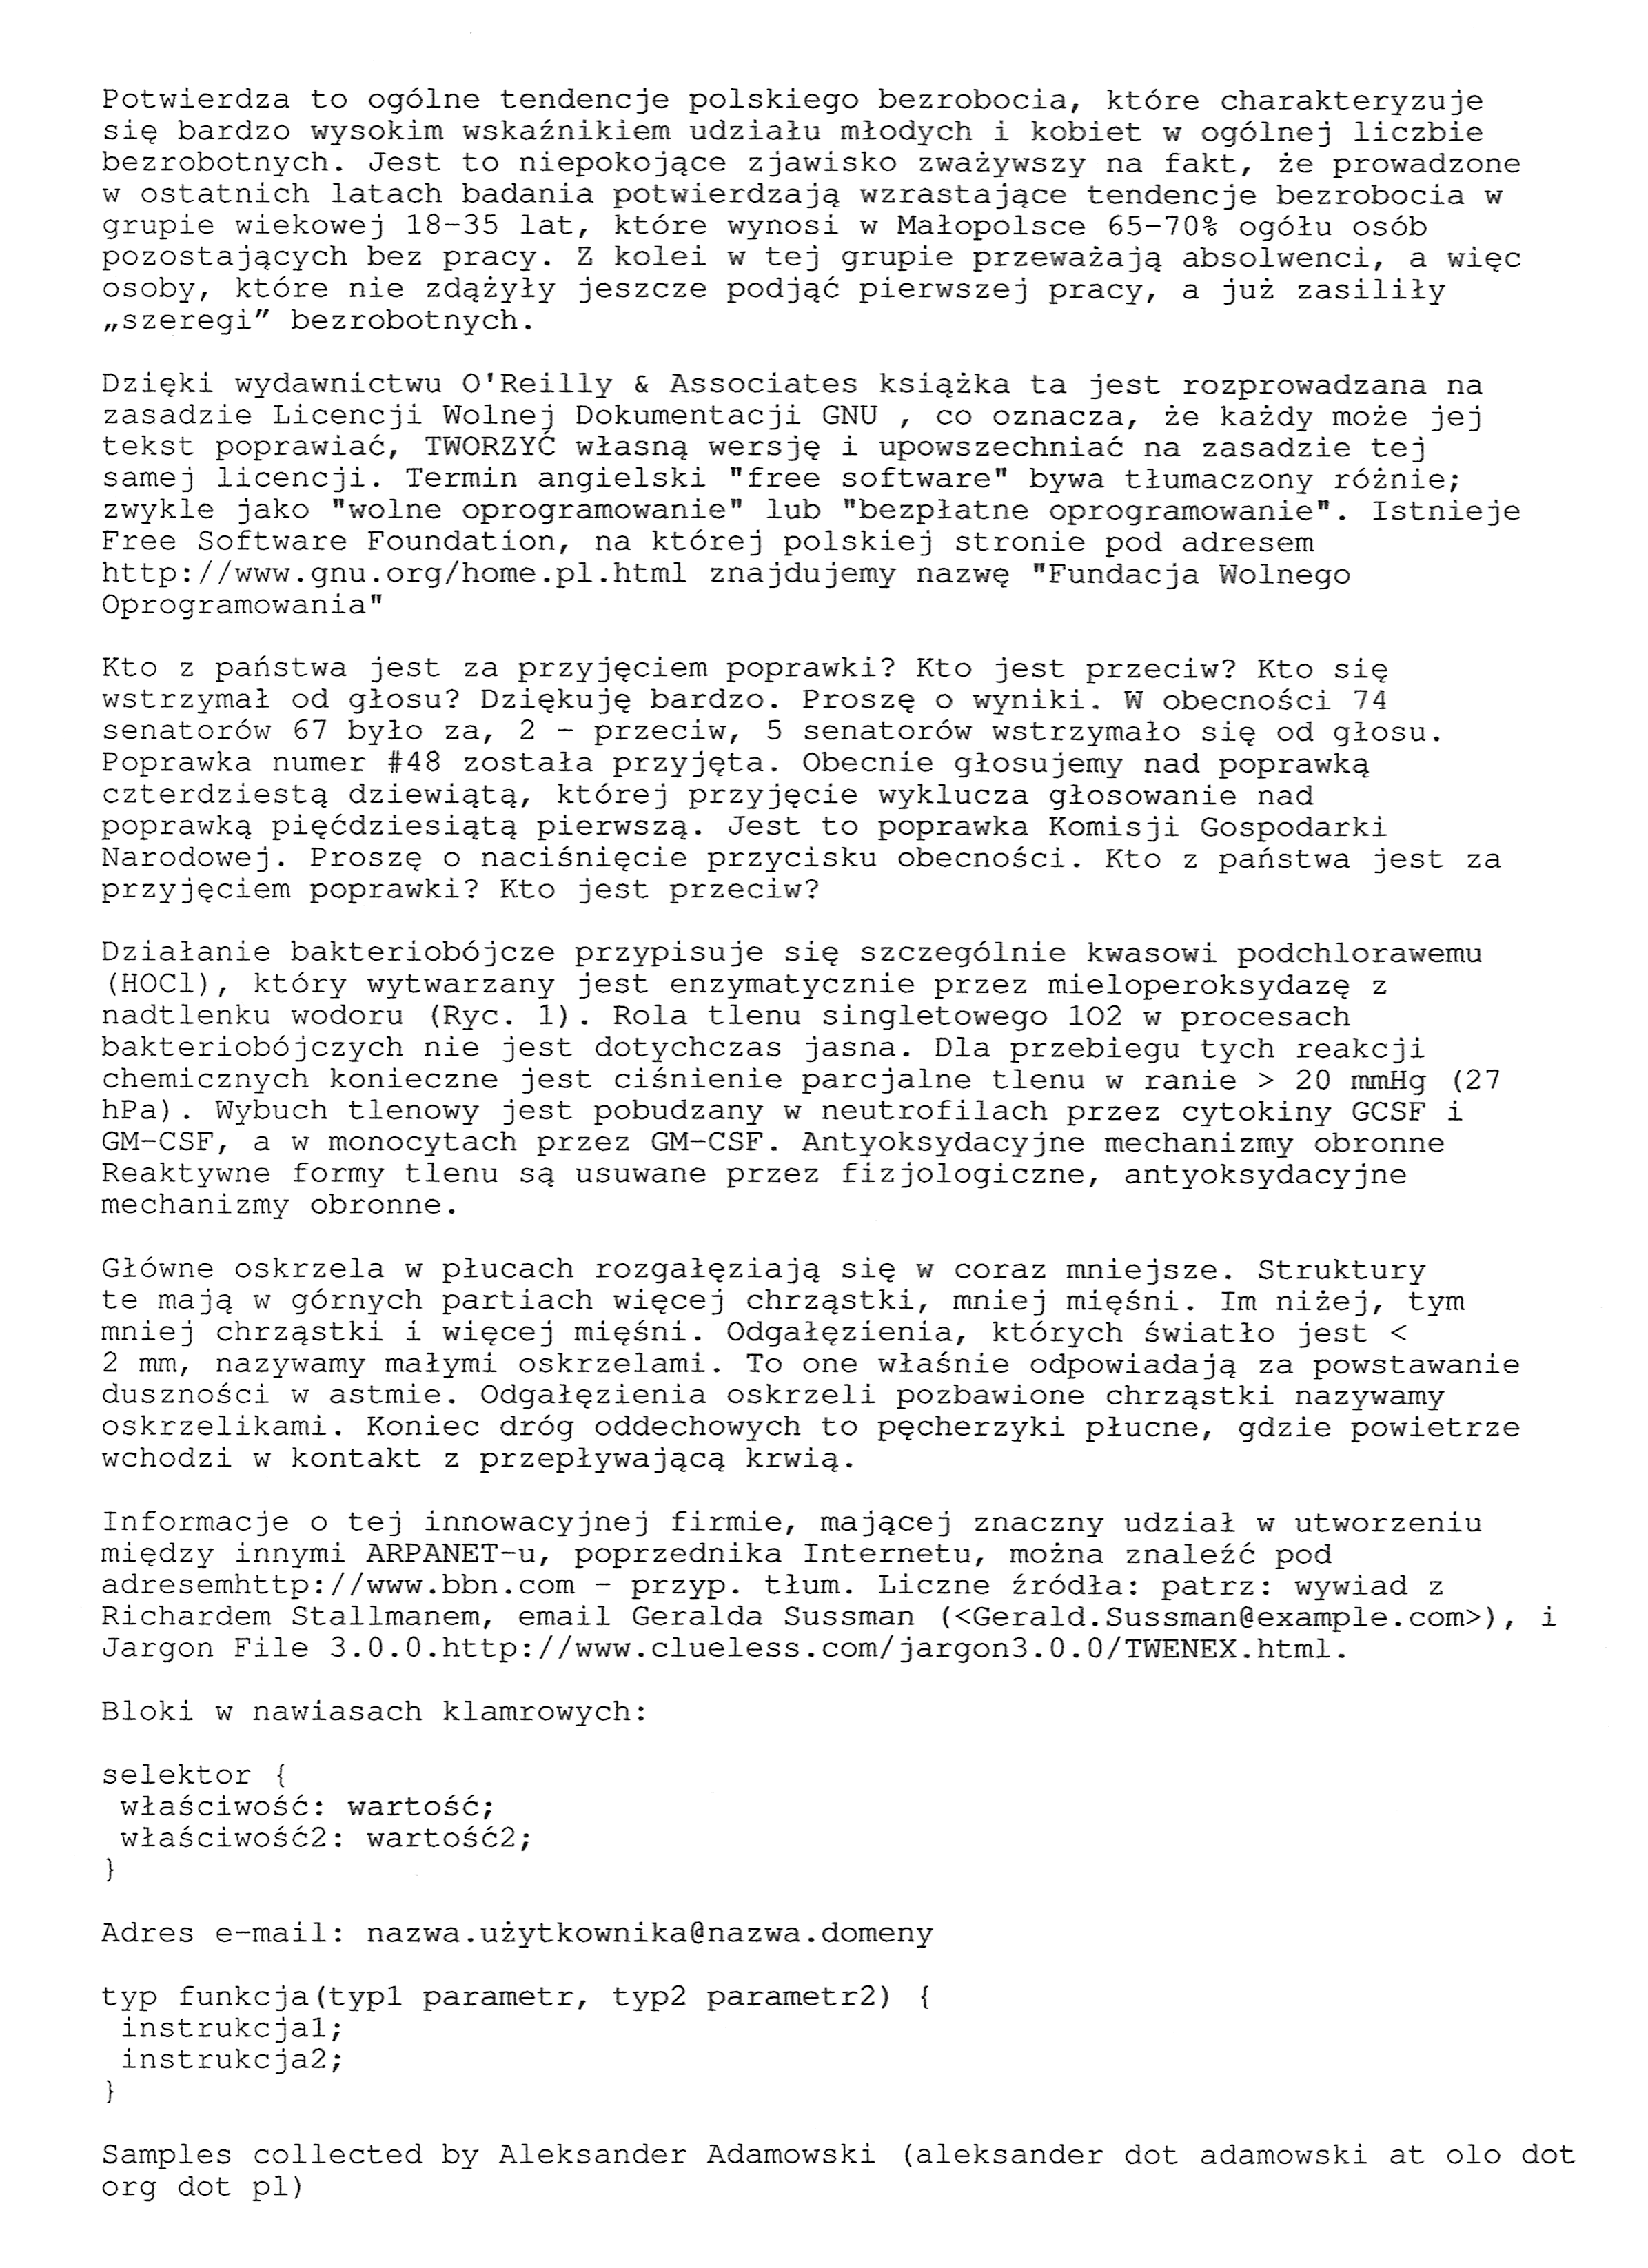 Potwierdza to ogólne tendencje polskiego bezrobocia, które charakteryzuje
się bardzo wysokim wskaźnikiem udziału młodych i kobiet w ogólnej liczbie
bezrobotnych. Jest to niepokojące zjawisko zważywszy na fakt, że prowadzone
w ostatnich latach badania potwierdzają wzrastające tendencje bezrobocia w
grupie wiekowej 18-35 lat, które wynosi w Małopolsce 65-70% ogółu osób
pozostających bez pracy. Z kolei w tej grupie przeważają absolwenci, a więc
osoby, które nie zdążyły jeszcze podjąć pierwszej pracy, a już zasiliły
„szeregi” bezrobotnych.

Dzięki wydawnictwu O'Reilly & Associates książka ta jest rozprowadzana na
zasadzie Licencji Wolnej Dokumentacji GNU , co oznacza, że każdy może jej
tekst poprawiać, TWORZYĆ własną wersję i upowszechniać na zasadzie tej
samej licencji. Termin angielski "free software" bywa tłumaczony różnie;
zwykle jako "wolne oprogramowanie" lub "bezpłatne oprogramowanie". Istnieje
Free Software Foundation, na której polskiej stronie pod adresem
http://www.gnu.org/home.pl.html znajdujemy nazwę "Fundacja Wolnego
Oprogramowania"

Kto z państwa jest za przyjęciem poprawki? Kto jest przeciw? Kto się
wstrzymał od głosu? Dziękuję bardzo. Proszę o wyniki. W obecności 74
senatorów 67 było za, 2 - przeciw, 5 senatorów wstrzymało się od głosu.
Poprawka numer #48 została przyjęta. Obecnie głosujemy nad poprawką
czterdziestą dziewiątą, której przyjęcie wyklucza głosowanie nad
poprawką pięćdziesiątą pierwszą. Jest to poprawka Komisji Gospodarki
Narodowej. Proszę o naciśnięcie przycisku obecności. Kto z państwa jest za
przyjęciem poprawki? Kto jest przeciw?

Działanie bakteriobójcze przypisuje się szczególnie kwasowi podchlorawemu
(HOCl), który wytwarzany jest enzymatycznie przez mieloperoksydazę z
nadtlenku wodoru (Ryc. 1). Rola tlenu singletowego 1O2 w procesach
bakteriobójczych nie jest dotychczas jasna. Dla przebiegu tych reakcji
chemicznych konieczne jest ciśnienie parcjalne tlenu w ranie > 20 mmHg (27
hPa). Wybuch tlenowy jest pobudzany w neutrofilach przez cytokiny GCSF i
GM-CSF, a w monocytach przez GM-CSF. Antyoksydacyjne mechanizmy obronne
Reaktywne formy tlenu są usuwane przez fizjologiczne, antyoksydacyjne
mechanizmy obronne.

Główne oskrzela w płucach rozgałęziają się w coraz mniejsze. Struktury
te mają w górnych partiach więcej chrząstki, mniej mięśni. Im niżej, tym
mniej chrząstki i więcej mięśni. Odgałęzienia, których światło jest <
2 mm, nazywamy małymi oskrzelami. To one właśnie odpowiadają za powstawanie
duszności w astmie. Odgałęzienia oskrzeli pozbawione chrząstki nazywamy
oskrzelikami. Koniec dróg oddechowych to pęcherzyki płucne, gdzie powietrze
wchodzi w kontakt z przepływającą krwią.

Informacje o tej innowacyjnej firmie, mającej znaczny udział w utworzeniu
między innymi ARPANET-u, poprzednika Internetu, można znaleźć pod
adresemhttp://www.bbn.com - przyp. tłum. Liczne źródła: patrz: wywiad z
Richardem Stallmanem, email Geralda Sussman (<Gerald.Sussman@example.com>), i
Jargon File 3.0.0.http://www.clueless.com/jargon3.0.0/TWENEX.html.

Bloki w nawiasach klamrowych:

selektor {
 właściwość: wartość;
 właściwość2: wartość2;
}

Adres e-mail: nazwa.użytkownika@nazwa.domeny

typ funkcja(typ1 parametr, typ2 parametr2) {
 instrukcja1;
 instrukcja2;
}

Samples collected by Aleksander Adamowski (aleksander dot adamowski at olo dot
org dot pl)